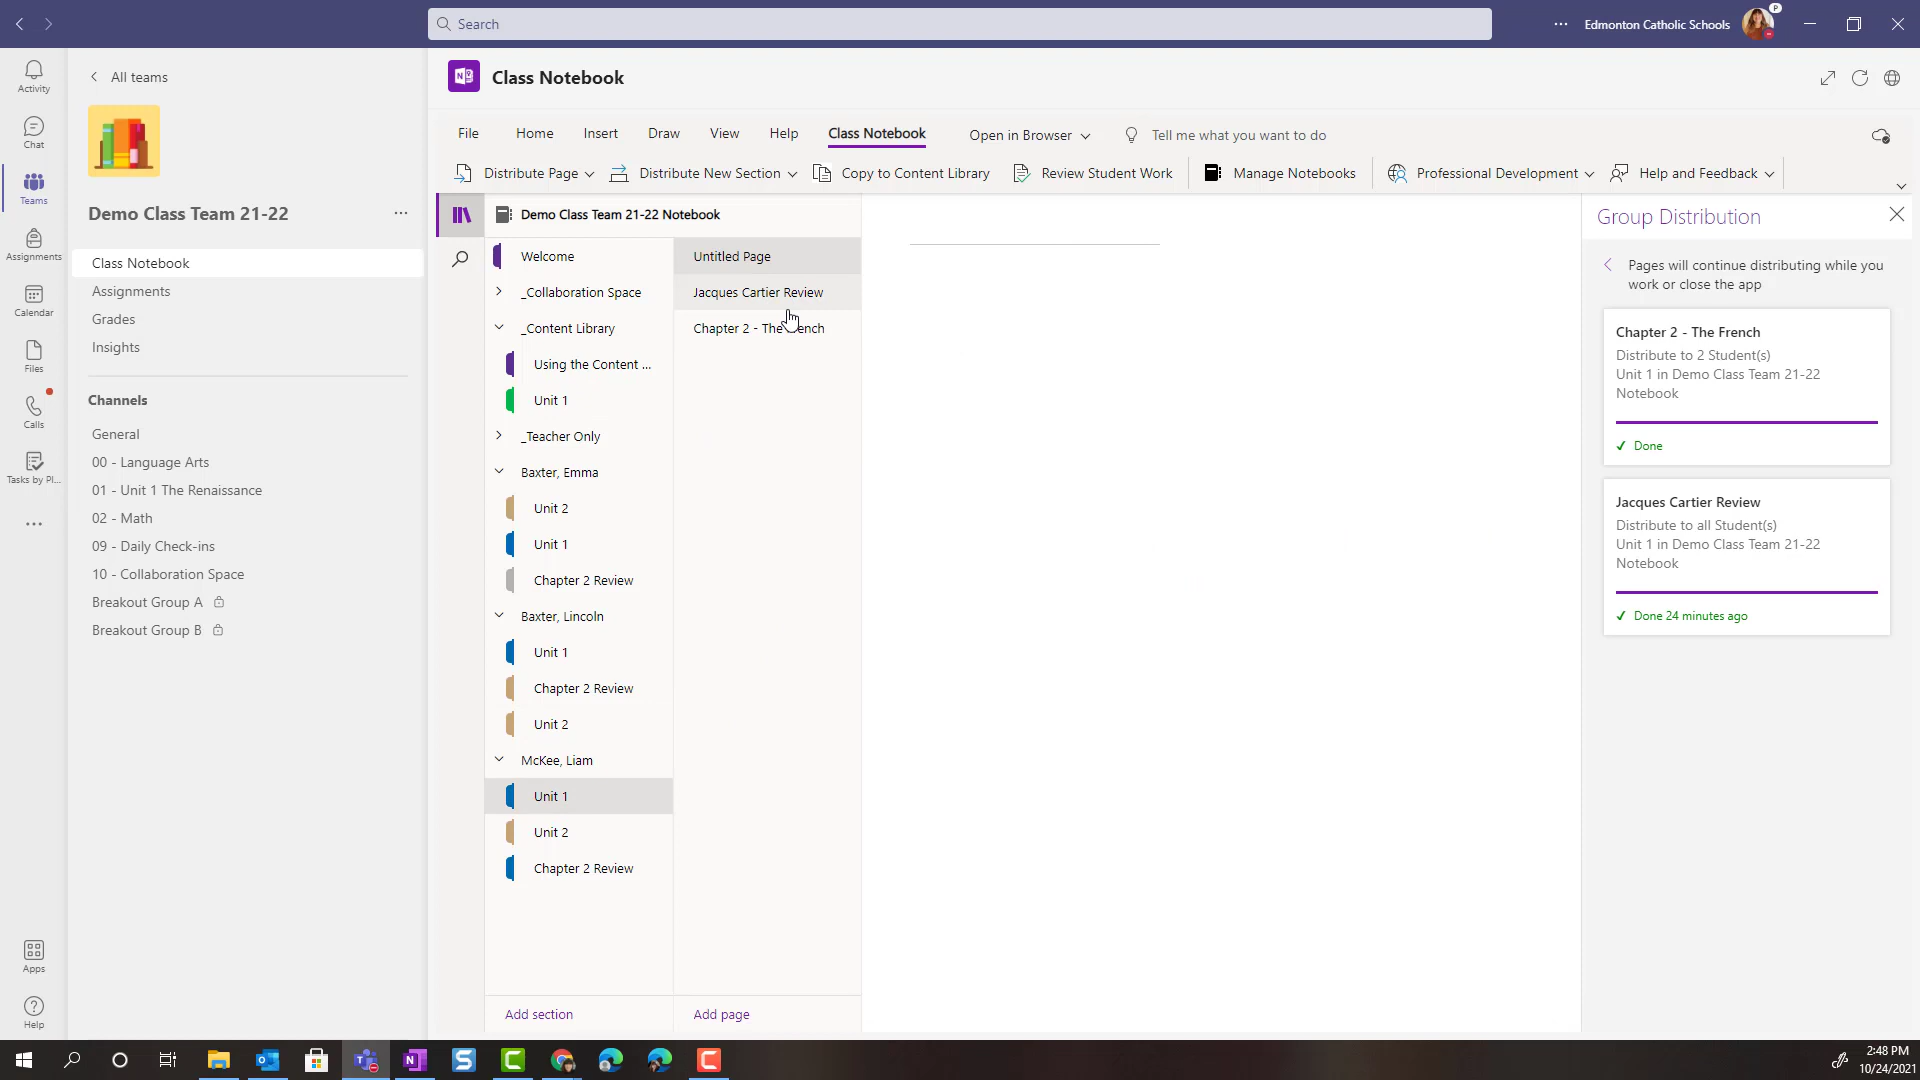 Search
Edmonton Catholic Schools
P
Activity
Chat
Teams
Assignments
Calendar
Files
Calls
Tasks by Pl...
Apps
Help
All teams
Demo Class Team 21-22
Class Notebook
Assignments
Grades
Insights
Channels
General
00 - Language Arts
01 - Unit 1 The Renaissance
02 - Math
09 - Daily Check-ins
10 - Collaboration Space
Breakout Group A
Breakout Group B
Class Notebook
File Home Insert Draw View Help Class Notebook Open in Browser Tell me what you want to do
Distribute Page Distribute New Section Copy to Content Library Review Student Work Manage Notebooks Professional Development Help and Feedback
Demo Class Team 21-22 Notebook
Welcome
_Collaboration Space
_Content Library
Using the Content ...
Unit 1
_Teacher Only
Baxter, Emma
Unit 2
Unit 1
Chapter 2 Review
Baxter, Lincoln
Unit 1
Chapter 2 Review
Unit 2
McKee, Liam
Unit 1
Unit 2
Chapter 2 Review
Add section
Untitled Page
Jacques Cartier Review
Chapter 2 - The French
Add page
Group Distribution
Pages will continue distributing while you
work or close the app
Chapter 2 - The French
Distribute to 2 Student(s)
Unit 1 in Demo Class Team 21-22
Notebook
Done
Jacques Cartier Review
Distribute to all Student(s)
Unit 1 in Demo Class Team 21-22
Notebook
Done 24 minutes ago
2:48 PM
10/24/2021